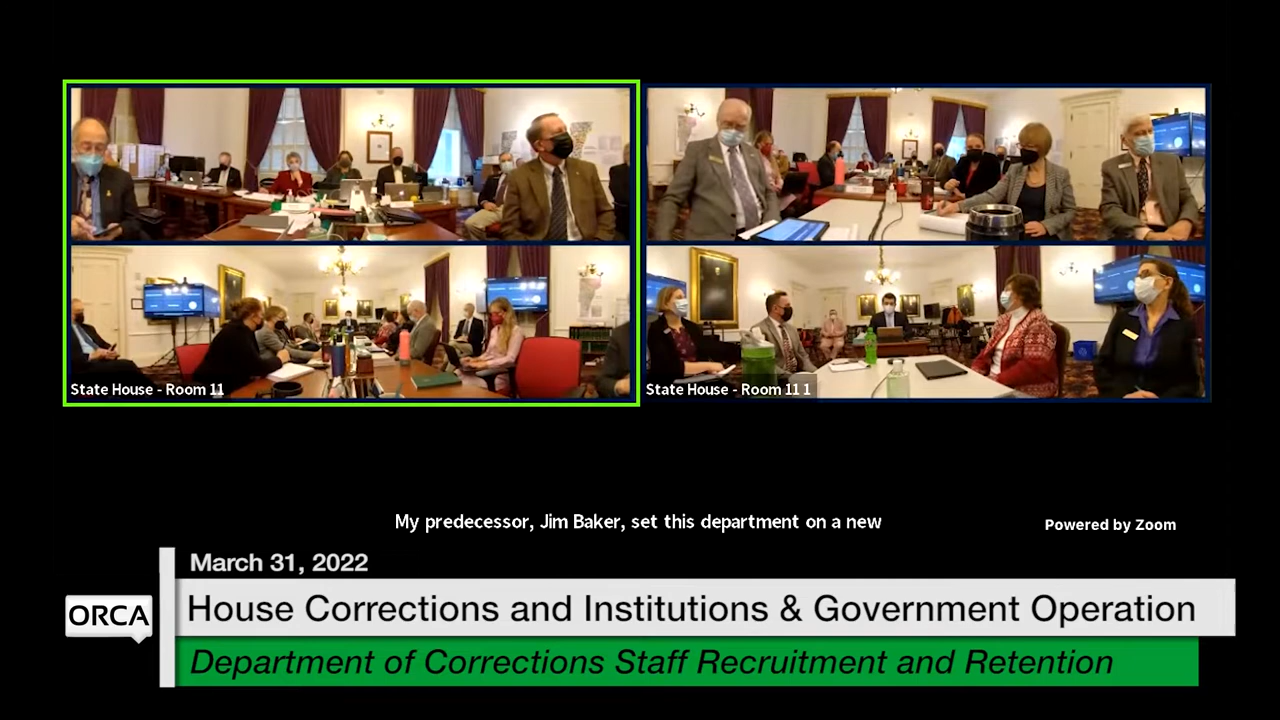 State House - Room 11
State House - Room 11 1
My predecessor, Jim Baker, set this department on a new
Powered by Zoom
March 31, 2022
ORCA
House Corrections and Institutions & Government Operation
Department of Corrections Staff Recruitment and Retention